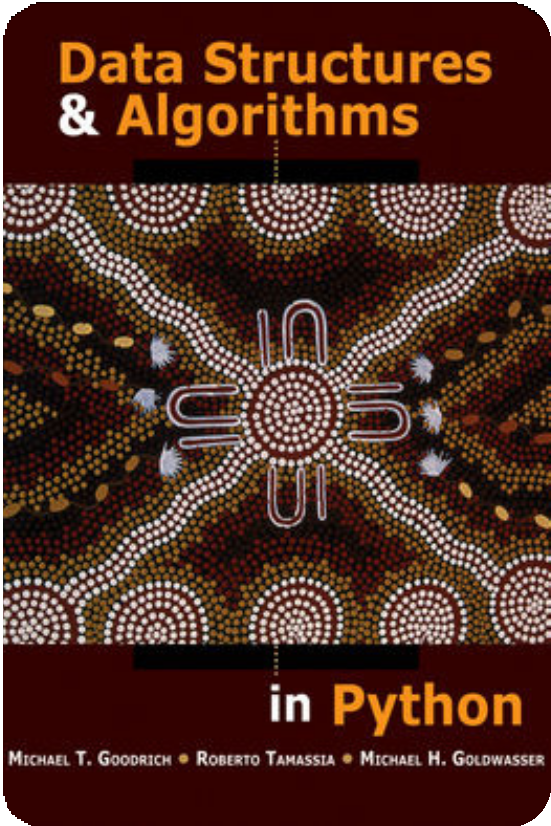 Data Structures
& Algorithms
in Python
Michael T. Goodrich • Roberto Tamassia • Michael H. Goldwasser